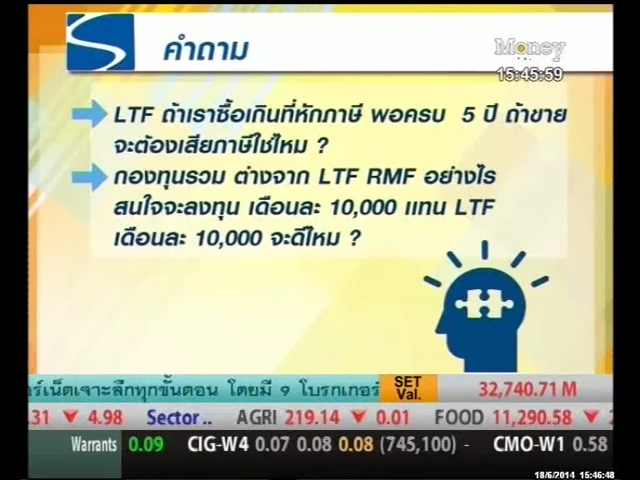 คำถาม
Money
15:45:59
LTF ถ้าเราซื้อเกินที่หักภาษี พอครบ 5 ปี ถ้าขาย
จะต้องเสียภาษีใช่ไหม ?
กองทุนรวม ต่างจาก LTF RMF อย่างไร
สนใจจะลงทุน เดือนละ 10,000 แทน LTF
เดือนละ 10,000 จะดีไหม ?
ร์เน็ตเจาะลึกทุกขั้นตอน โดยมี 9 โบรกเกอร์
SET
Val.
32,740.71 M
.31 4.98 Sector.. AGRI 219.14 0.01 FOOD 11,290.58
Warrants 0.09 CIG-W4 0.07 0.08 0.08 (745,100) - CMO-W1 0.58
18/6/2014 15:46:48